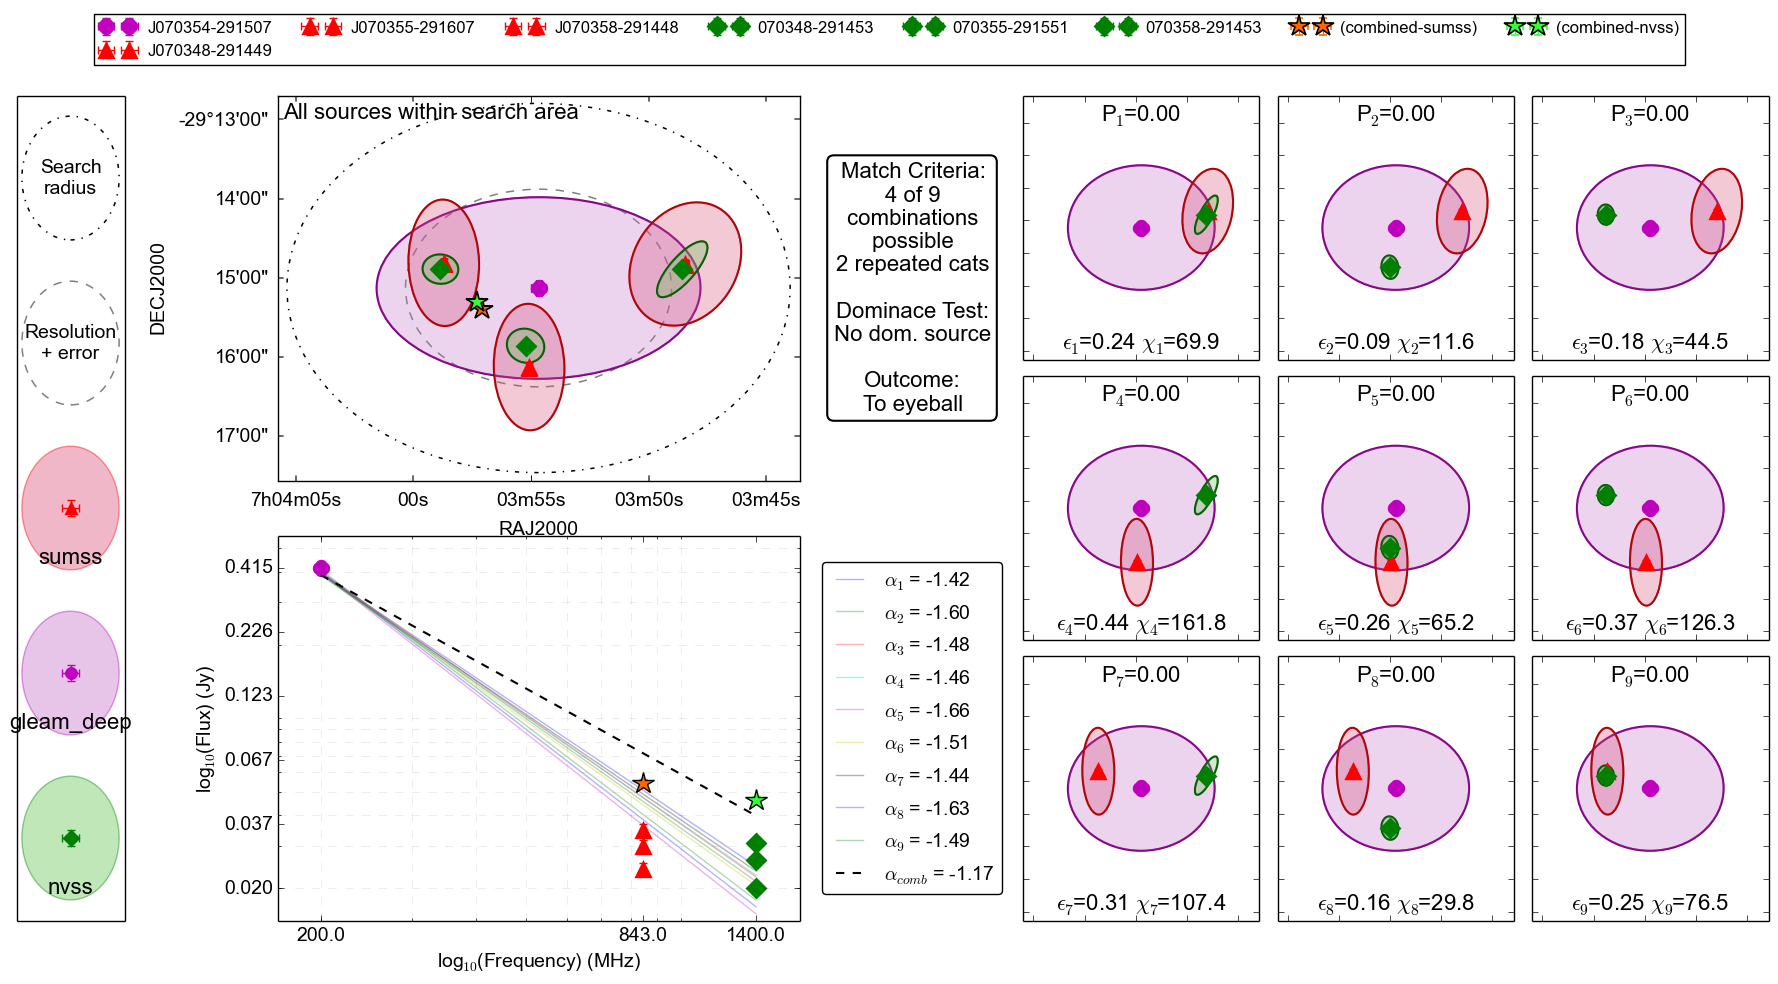 J070354-291507 J070355-291607 J070358-291448 070348-291453 070355-291551 070358-291453 (combined-sumss) (combined-nvss)
J070348-291449
Search
radius
Resolution
+ error
sumss
gleam_deep
nvss
All sources within search area
-29°13'00"
14'00"
15'00"
16'00"
17'00"
DECJ2000
7h04m05s 00s 03m55s 03m50s 03m45s
RAJ2000
Match Criteria:
4 of 9
combinations
possible
2 repeated cats
Dominace Test:
No dom. source
Outcome:
To eyeball
0.415
0.226
0.123
0.067
0.037
0.020
log10(Flux) (Jy)
200.0 843.0 1400.0
log10(Frequency) (MHz)
α1 = -1.42
α2 = -1.60
α3 = -1.48
α4 = -1.46
α5 = -1.66
α6 = -1.51
α7 = -1.44
α8 = -1.63
α9 = -1.49
αcomb = -1.17
P1=0.00 P2=0.00 P3=0.00
ϵ1=0.24 χ1=69.9 ϵ2=0.09 χ2=11.6 ϵ3=0.18 χ3=44.5
P4=0.00 P5=0.00 P6=0.00
ϵ4=0.44 χ4=161.8 ϵ5=0.26 χ5=65.2 ϵ6=0.37 χ6=126.3
P7=0.00 P8=0.00 P9=0.00
ϵ7=0.31 χ7=107.4 ϵ8=0.16 χ8=29.8 ϵ9=0.25 χ9=76.5